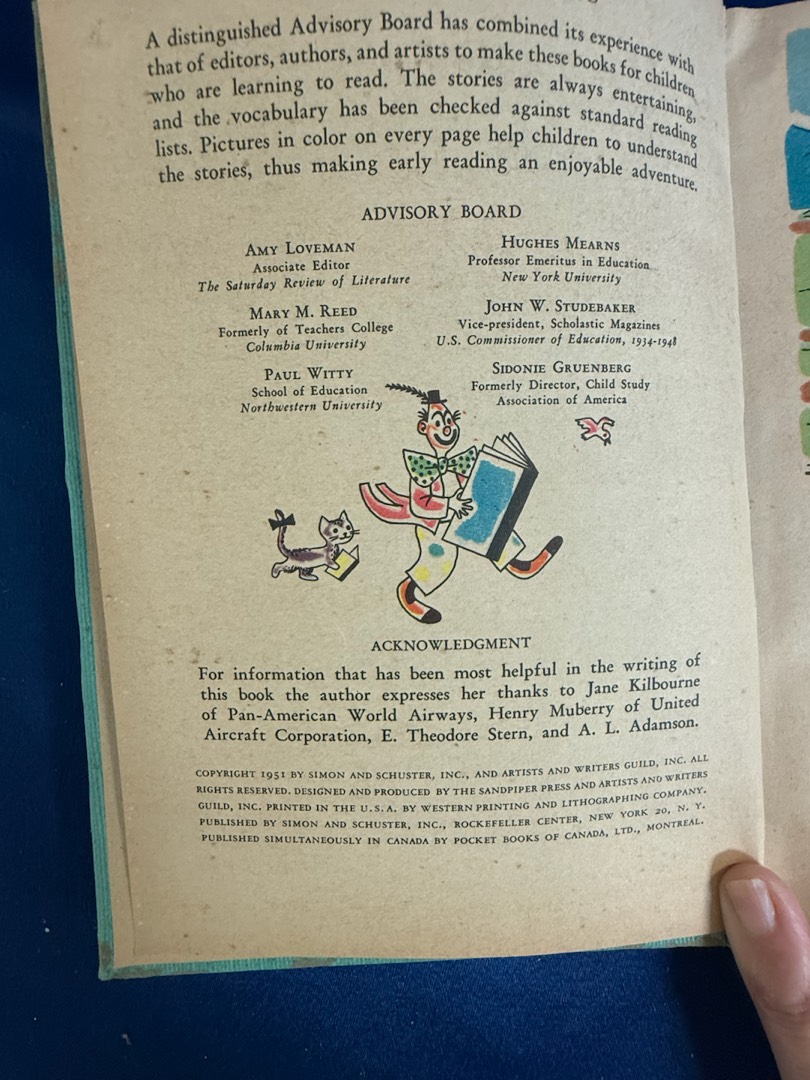 A distinguished Advisory Board has combined its experience with
that of editors, authors, and artists to make these books for children
who are learning to read. The stories are always entertaining,
and the vocabulary has been checked against standard reading
lists. Pictures in color on every page help children to understand
the stories, thus making early reading an enjoyable adventure.
ADVISORY BOARD
AMY LOVEMAN
Associate Editor
The Saturday Review of Literature
HUGHES MEARNS
Professor Emeritus in Education
New York University
MARY M. REED
Formerly of Teachers College
Columbia University
JOHN W. STUDEBAKER
Vice-president, Scholastic Magazines
U.S. Commissioner of Education, 1934-1948
PAUL WITTY
School of Education
Northwestern University
SIDONIE GRUENBERG
Formerly Director, Child Study
Association of America
ACKNOWLEDGMENT
For information that has been most helpful in the writing of
this book the author expresses her thanks to Jane Kilbourne
of Pan-American World Airways, Henry Muberry of United
Aircraft Corporation, E. Theodore Stern, and A. L. Adamson.
COPYRIGHT 1951 BY SIMON AND SCHUSTER, INC., AND ARTISTS AND WRITERS GUILD, INC. ALL
RIGHTS RESERVED. DESIGNED AND PRODUCED BY THE SANDPIPER PRESS AND ARTISTS AND WRITERS
GUILD, INC. PRINTED IN THE U.S.A. BY WESTERN PRINTING AND LITHOGRAPHING COMPANY.
PUBLISHED BY SIMON AND SCHUSTER, INC., ROCKEFELLER CENTER, NEW YORK 20, N. Y.
PUBLISHED SIMULTANEOUSLY IN CANADA BY POCKET BOOKS OF CANADA, LTD., MONTREAL.